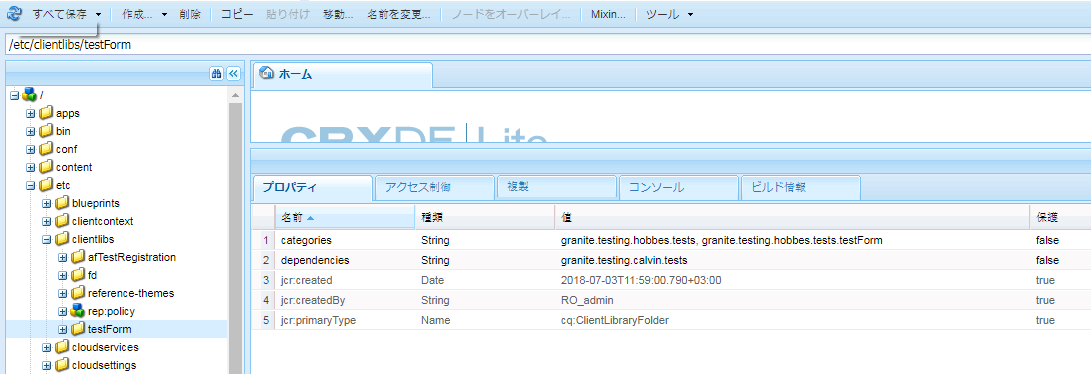 すべて保存 作成... 削除 コピー 貼り付け 移動... 名前を変更... ノードをオーバーレイ... Mixin... ツール
/etc/clientlibs/testForm
ホーム
/
apps
bin
conf
content
etc
blueprints
clientcontext
clientlibs
afTestRegistration
fd
reference-themes
rep:policy
testForm
cloudservices
cloudsettings
CRXDE Lite
プロパティ アクセス制御 複製 コンソール ビルド情報
名前 種類 値 保護
1 categories String granite.testing.hobbes.tests, granite.testing.hobbes.tests.testForm false
2 dependencies String granite.testing.calvin.tests false
3 jcr:created Date 2018-07-03T11:59:00.790+03:00 true
4 jcr:createdBy String RO_admin true
5 jcr:primaryType Name cq:ClientLibraryFolder true